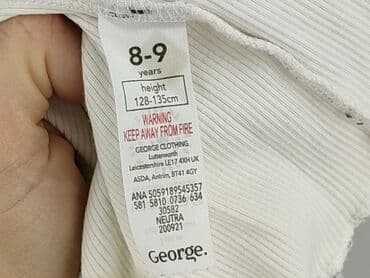 8-9
years
height
128-135cm
WARNING
KEEP AWAY FROM FIRE
GEORGE CLOTHING
Lutterworth
Leicestershire LE17 4XH UK
ASDA, Antrim, BT41 4GY
ANA 5059189545357
581 5810 0736 634
30582
NEUTRA
200921
George.